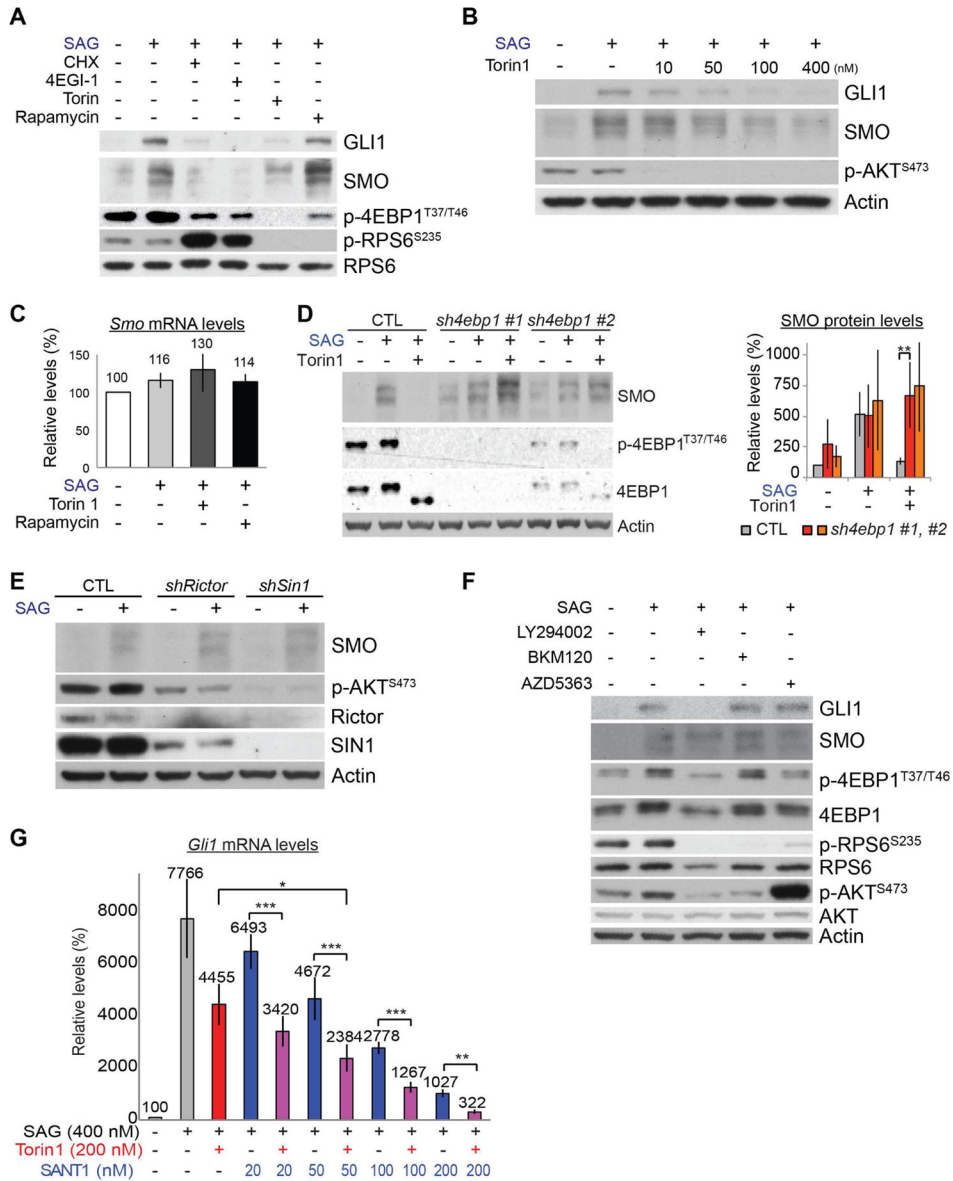 A
SAG - + + + + +
CHX - - + - - -
4EGI-1 - - - + - -
Torin - - - - + -
Rapamycin - - - - - +
GLI1
SMO
p-4EBP1T37/T46
p-RPS6S235
RPS6
B
SAG - + + + + +
Torin1 - - 10 50 100 400 (nM)
GLI1
SMO
p-AKTS473
Actin
C
Smo mRNA levels
Relative levels (%)
150
100
50
0
100 116 130 114
SAG - + + +
Torin 1 - - + -
Rapamycin - - - +
D
CTL sh4ebp1 #1 sh4ebp1 #2
SAG - + + - + + - + +
Torin1 - - + - - + - - +
SMO
p-4EBP1T37/T46
4EBP1
Actin
SMO protein levels
Relative levels (%)
1000
750
500
250
0
**
SAG - + +
Torin1 - - +
CTL sh4ebp1 #1, #2
E
CTL shRictor shSin1
SAG - + - + - +
SMO
p-AKTS473
Rictor
SIN1
Actin
F
SAG - + + + +
LY294002 - - + - -
BKM120 - - - + -
AZD5363 - - - - +
GLI1
SMO
p-4EBP1T37/T46
4EBP1
p-RPS6S235
RPS6
p-AKTS473
AKT
Actin
G
Gli1 mRNA levels
Relative levels (%)
8000
6000
4000
2000
0
* *** *** *** **
100 7766 4455 6493 3420 4672 2384 2778 1267 1027 322
SAG (400 nM) - + + + + + + + + + +
Torin1 (200 nM) - - + - + - + - + - +
SANT1 (nM) - - - 20 20 50 50 100 100 200 200